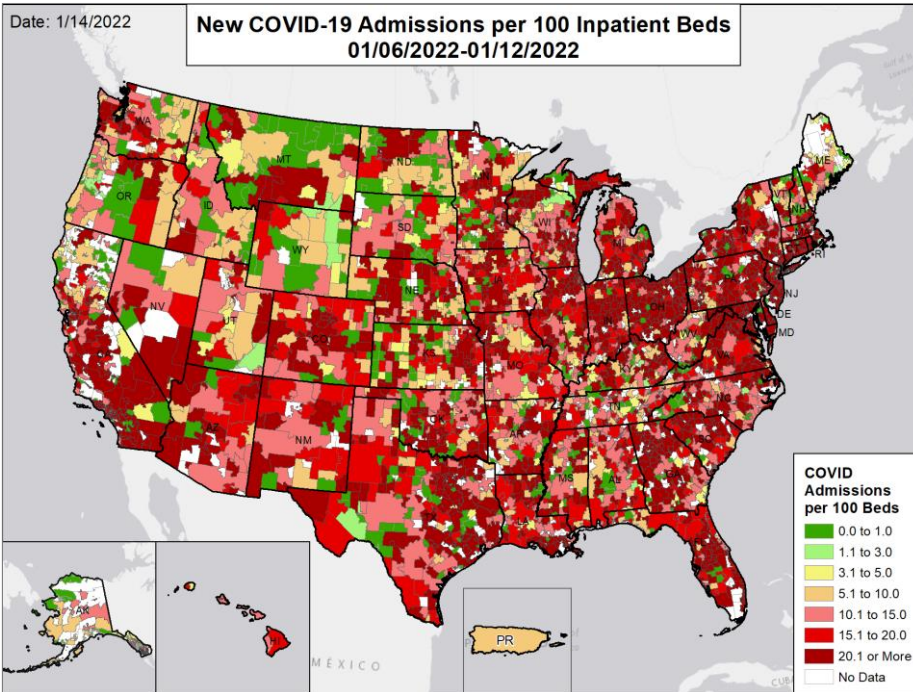 Date: 1/14/2022
New COVID-19 Admissions per 100 Inpatient Beds
01/06/2022-01/12/2022
WA
MT
ND
MN
ME
OR
ID
SD
WI
MI
VT
NH
NY
MA
RI
WY
NE
IA
PA
NJ
NV
UT
CO
KS
MO
IL
IN
OH
WV
VA
DE
MD
CA
KY
TN
NC
AZ
NM
OK
AR
SC
MS
AL
GA
TX
LA
FL
AK
HI
PR
MÉXICO
CUBA
COVID
Admissions
per 100 Beds
0.0 to 1.0
1.1 to 3.0
3.1 to 5.0
5.1 to 10.0
10.1 to 15.0
15.1 to 20.0
20.1 or More
No Data